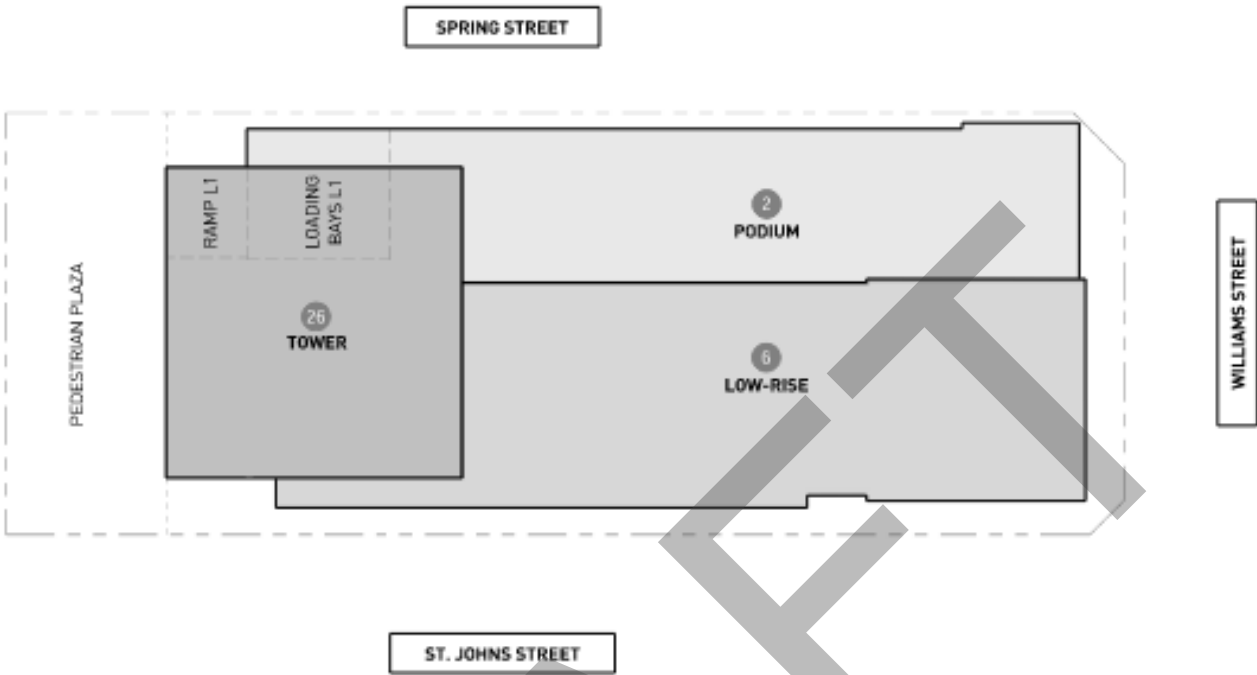 SPRING STREET
RAMP L1
LOADING
BAYS L1
2
PODIUM
PEDESTRIAN PLAZA
26
TOWER
6
LOW-RISE
WILLIAMS STREET
ST. JOHNS STREET